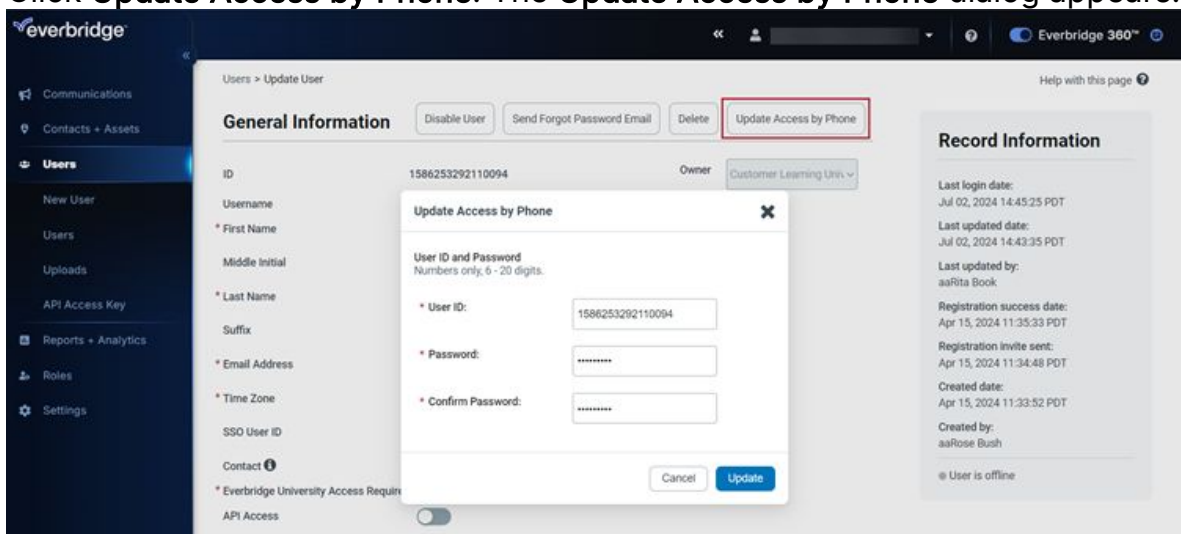 Click Update Access by Phone. The Update Access by Phone dialog appears.
everbridge
Everbridge 360™
Communications
Contacts + Assets
Users
New User
Users
Uploads
API Access Key
Reports + Analytics
Roles
Settings
Users > Update User
Help with this page
General Information
Disable User
Send Forgot Password Email
Delete
Update Access by Phone
ID
1586253292110094
Owner
Customer Learning Univ
Username
* First Name
Middle Initial
* Last Name
Suffix
* Email Address
* Time Zone
SSO User ID
Contact
* Everbridge University Access Require
API Access
Update Access by Phone
User ID and Password
Numbers only, 6 - 20 digits.
* User ID:
1586253292110094
* Password:
* Confirm Password:
Cancel
Update
Record Information
Last login date:
Jul 02, 2024 14:45:25 PDT
Last updated date:
Jul 02, 2024 14:43:35 PDT
Last updated by:
aaRita Book
Registration success date:
Apr 15, 2024 11:35:33 PDT
Registration invite sent:
Apr 15, 2024 11:34:48 PDT
Created date:
Apr 15, 2024 11:33:52 PDT
Created by:
aaRose Bush
User is offline